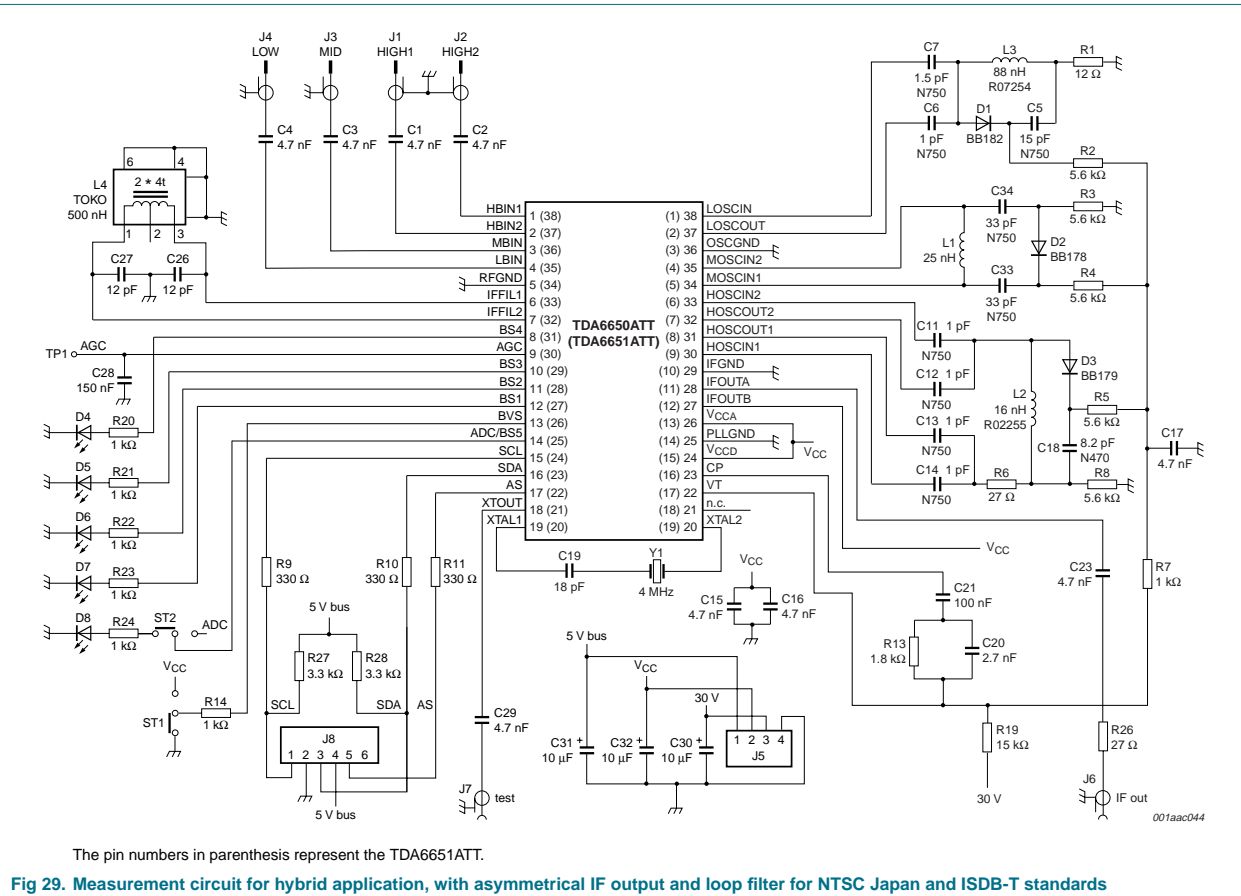 J4
LOW
J3
MID
J1
HIGH1
J2
HIGH2
C4
4.7 nF
C3
4.7 nF
C1
4.7 nF
C2
4.7 nF
6
4
L4
TOKO
500 nH
2 * 4t
1
2
3
C27
12 pF
C26
12 pF
TP1
AGC
C28
150 nF
D4
R20
1 kΩ
D5
R21
1 kΩ
D6
R22
1 kΩ
D7
R23
1 kΩ
D8
R24
1 kΩ
ST2
ADC
VCC
ST1
R14
1 kΩ
HBIN1
1 (38)
HBIN2
2 (37)
MBIN
3 (36)
LBIN
4 (35)
RFGND
5 (34)
IFFIL1
6 (33)
IFFIL2
7 (32)
BS4
8 (31)
AGC
9 (30)
BS3
10 (29)
BS2
11 (28)
BS1
12 (27)
BVS
13 (26)
ADC/BS5
14 (25)
SCL
15 (24)
SDA
16 (23)
AS
17 (22)
XTOUT
18 (21)
XTAL1
19 (20)
TDA6650ATT
(TDA6651ATT)
(1) 38
LOSCIN
(2) 37
LOSCOUT
(3) 36
OSCGND
(4) 35
MOSCIN2
(5) 34
MOSCIN1
(6) 33
HOSCIN2
(7) 32
HOSCOUT2
(8) 31
HOSCOUT1
(9) 30
HOSCIN1
(10) 29
IFGND
(11) 28
IFOUTA
(12) 27
IFOUTB
(13) 26
VCCA
(14) 25
PLLGND
(15) 24
VCCD
(16) 23
CP
(17) 22
VT
(18) 21
n.c.
(19) 20
XTAL2
VCC
C7
1.5 pF
N750
L3
88 nH
R07254
R1
12 Ω
C6
1 pF
N750
D1
BB182
C5
15 pF
N750
R2
5.6 kΩ
C34
33 pF
N750
R3
5.6 kΩ
L1
25 nH
D2
BB178
C33
33 pF
N750
R4
5.6 kΩ
C11 1 pF
N750
C12 1 pF
N750
C13 1 pF
N750
C14 1 pF
N750
D3
BB179
L2
16 nH
R02255
R5
5.6 kΩ
C18
8.2 pF
N470
R6
27 Ω
R8
5.6 kΩ
C17
4.7 nF
R9
330 Ω
R10
330 Ω
R11
330 Ω
C19
18 pF
Y1
4 MHz
VCC
C15
4.7 nF
C16
4.7 nF
VCC
C23
4.7 nF
R7
1 kΩ
C21
100 nF
R13
1.8 kΩ
C20
2.7 nF
R19
15 kΩ
30 V
R26
27 Ω
J6
IF out
5 V bus
R27
3.3 kΩ
R28
3.3 kΩ
SCL
SDA
AS
J8
1 2 3 4 5 6
5 V bus
C29
4.7 nF
J7
test
5 V bus
VCC
30 V
C31
10 µF
+
C32
10 µF
+
C30
10 µF
+
1 2 3 4
J5
001aac044
The pin numbers in parenthesis represent the TDA6651ATT.
Fig 29. Measurement circuit for hybrid application, with asymmetrical IF output and loop filter for NTSC Japan and ISDB-T standards